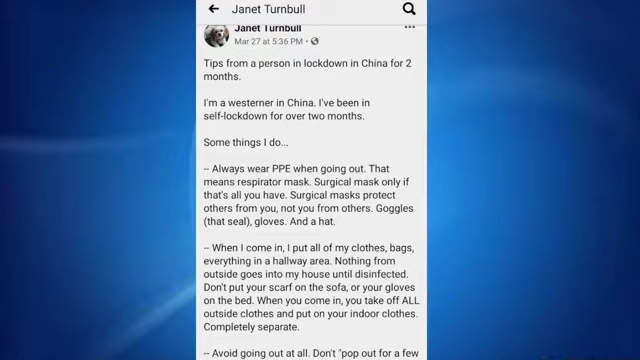 Janet Turnbull
Janet Turnbull
Mar 27 at 5:36 PM ·
Tips from a person in lockdown in China for 2
months.
I'm a westerner in China. I've been in
self-lockdown for over two months.
Some things I do...
-- Always wear PPE when going out. That
means respirator mask. Surgical mask only if
that's all you have. Surgical masks protect
others from you, not you from others. Goggles
(that seal), gloves. And a hat.
-- When I come in, I put all of my clothes, bags,
everything in a hallway area. Nothing from
outside goes into my house until disinfected.
Don't put your scarf on the sofa, or your gloves
on the bed. When you come in, you take off ALL
outside clothes and put on your indoor clothes.
Completely separate.
-- Avoid going out at all. Don't "pop out for a few